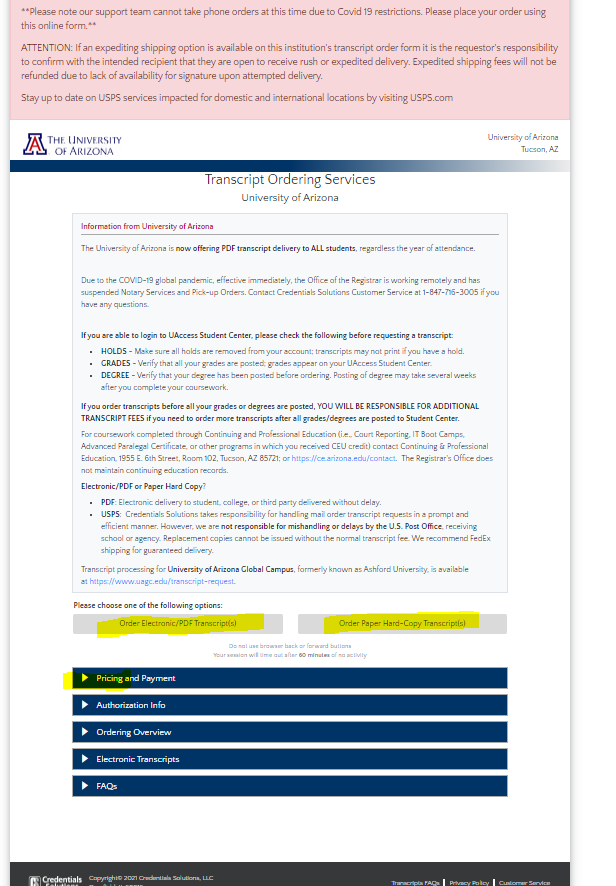 **Please note our support team cannot take phone orders at this time due to Covid 19 restrictions. Please place your order using
this online form.**
ATTENTION: If an expediting shipping option is available on this institution's transcript order form it is the requestor's responsibility
to confirm with the intended recipient that they are open to receive rush or expedited delivery. Expedited shipping fees will not be
refunded due to lack of availability for signature upon attempted delivery.
Stay up to date on USPS services impacted for domestic and international locations by visiting USPS.com
THE UNIVERSITY
OF ARIZONA
University of Arizona
Tucson, AZ
Transcript Ordering Services
University of Arizona
Information from University of Arizona
The University of Arizona is now offering PDF transcript delivery to ALL students, regardless the year of attendance.
Due to the COVID-19 global pandemic, effective immediately, the Office of the Registrar is working remotely and has
suspended Notary Services and Pick-up Orders. Contact Credentials Solutions Customer Service at 1-847-716-3005 if you
have any questions.
If you are able to login to UAccess Student Center, please check the following before requesting a transcript:
• HOLDS - Make sure all holds are removed from your account; transcripts may not print if you have a hold.
• GRADES - Verify that all your grades are posted; grades appear on your UAccess Student Center.
• DEGREE - Verify that your degree has been posted before ordering. Posting of degree may take several weeks
after you complete your coursework.
If you order transcripts before all your grades or degrees are posted, YOU WILL BE RESPONSIBLE FOR ADDITIONAL
TRANSCRIPT FEES if you need to order more transcripts after all grades/degrees are posted to Student Center.
For coursework completed through Continuing and Professional Education (i.e., Court Reporting, IT Boot Camps,
Advanced Paralegal Certificate, or other programs in which you received CEU credit) contact Continuing & Professional
Education, 1955 E. 6th Street, Room 102, Tucson, AZ 85721; or https://ce.arizona.edu/contact. The Registrar's Office does
not maintain continuing education records.
Electronic/PDF or Paper Hard Copy?
• PDF: Electronic delivery to student, college, or third party delivered without delay.
• USPS: Credentials Solutions takes responsibility for handling mail order transcript requests in a prompt and
efficient manner. However, we are not responsible for mishandling or delays by the U.S. Post Office, receiving
school or agency. Replacement copies cannot be issued without the normal transcript fee. We recommend FedEx
shipping for guaranteed delivery.
Transcript processing for University of Arizona Global Campus, formerly known as Ashford University, is available
at https://www.uagc.edu/transcript-request.
Please choose one of the following options:
Order Electronic/PDF Transcript(s)
Order Paper Hard-Copy Transcript(s)
Do not use browser back or forward buttons
Your session will time out after 60 minutes of no activity
Pricing and Payment
Authorization Info
Ordering Overview
Electronic Transcripts
FAQs
Credentials
Copyright© 2021 Credentials Solutions, LLC
Transcripts FAQs | Privacy Policy | Customer Service